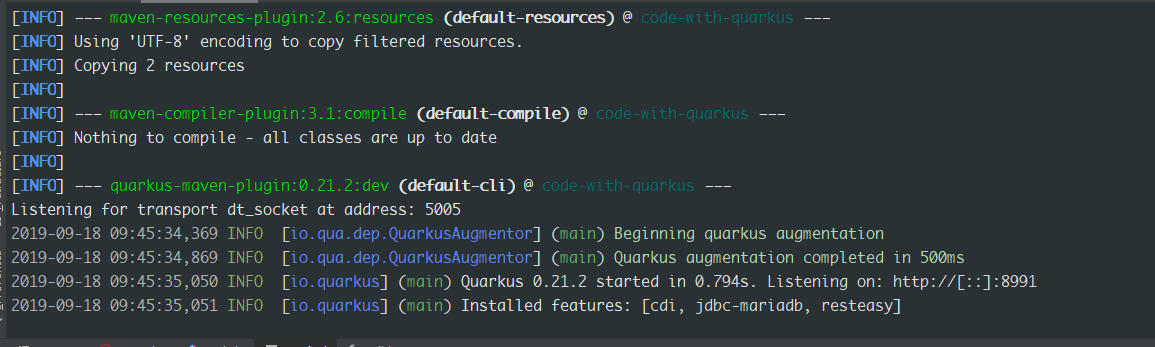 [INFO] --- maven-resources-plugin:2.6:resources (default-resources) @ code-with-quarkus ---
[INFO] Using 'UTF-8' encoding to copy filtered resources.
[INFO] Copying 2 resources
[INFO]
[INFO] --- maven-compiler-plugin:3.1:compile (default-compile) @ code-with-quarkus ---
[INFO] Nothing to compile - all classes are up to date
[INFO]
[INFO] --- quarkus-maven-plugin:0.21.2:dev (default-cli) @ code-with-quarkus ---
Listening for transport dt_socket at address: 5005
2019-09-18 09:45:34,369 INFO  [io.qua.dep.QuarkusAugmentor] (main) Beginning quarkus augmentation
2019-09-18 09:45:34,869 INFO  [io.qua.dep.QuarkusAugmentor] (main) Quarkus augmentation completed in 500ms
2019-09-18 09:45:35,050 INFO  [io.quarkus] (main) Quarkus 0.21.2 started in 0.794s. Listening on: http://[::]:8991
2019-09-18 09:45:35,051 INFO  [io.quarkus] (main) Installed features: [cdi, jdbc-mariadb, resteasy]